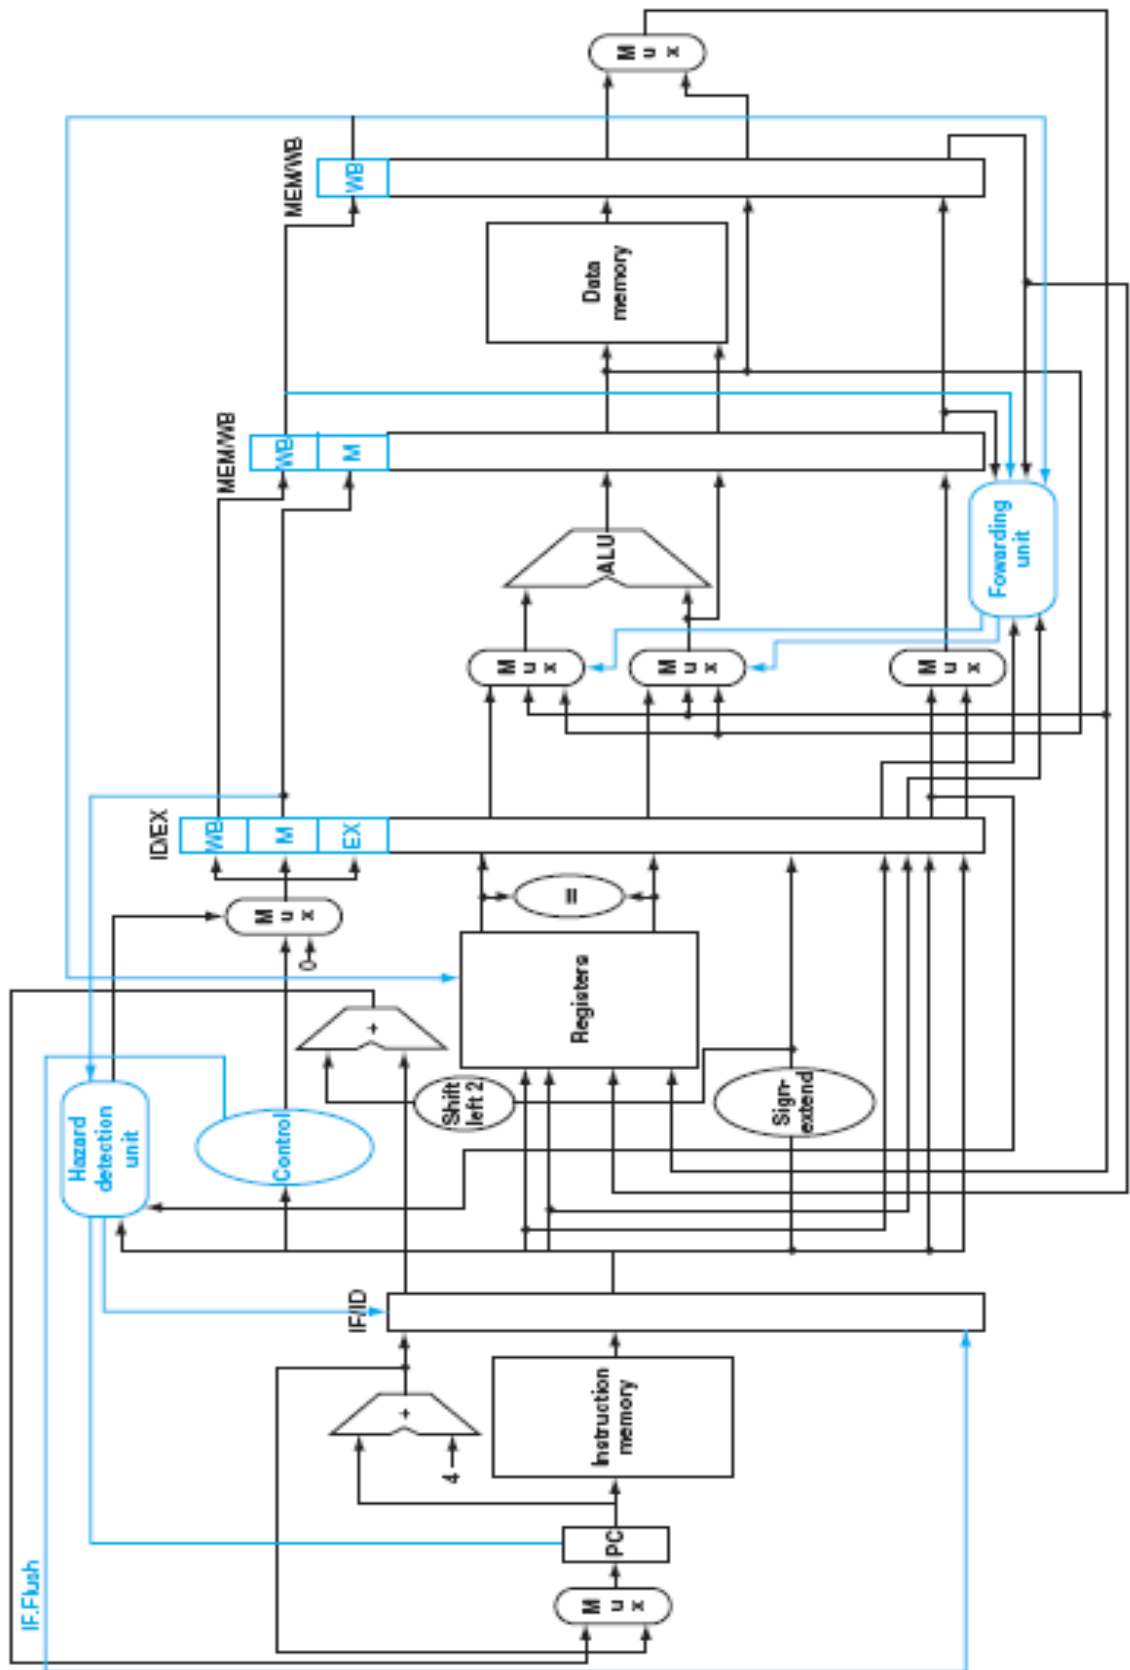 IF.Flush
Hazard
detection
unit
Control
M
u
x
0
ID/EX
WB
M
EX
MEM/WB
WB
M
MEM/WB
WB
IF/ID
+
4
+
Shift
left 2
Registers
=
M
u
x
M
u
x
ALU
Data
memory
M
u
x
M
u
x
PC
Instruction
memory
Sign-
extend
M
u
x
Fowarding
unit